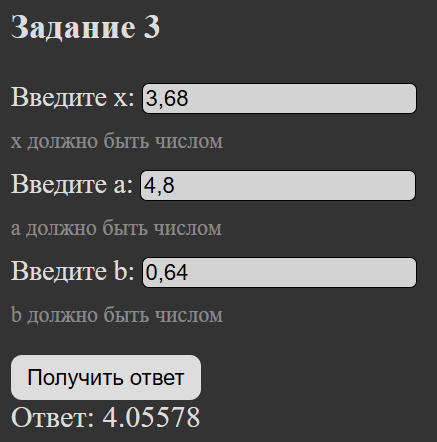 Задание 3
Введите x: 3,68
x должно быть числом
Введите a: 4,8
a должно быть числом
Введите b: 0,64
b должно быть числом
Получить ответ
Ответ: 4.05578